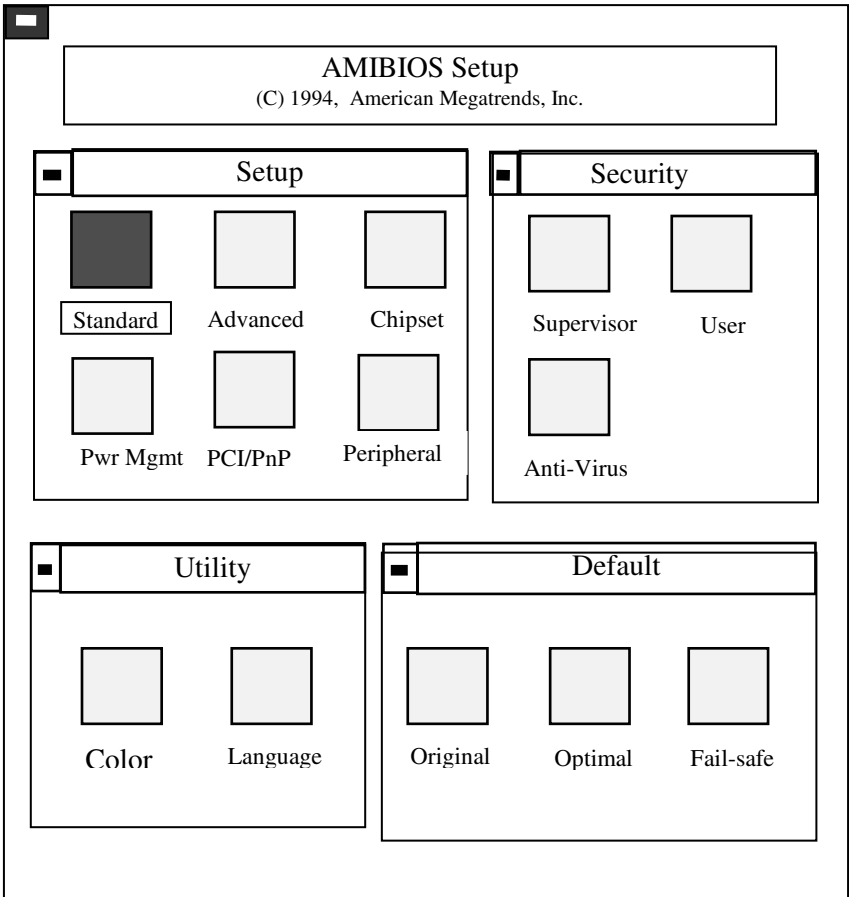 AMIBIOS Setup
(C) 1994, American Megatrends, Inc.
Setup
Standard Advanced Chipset
Pwr Mgmt PCI/PnP Peripheral
Security
Supervisor User
Anti-Virus
Utility
Color Language
Default
Original Optimal Fail-safe